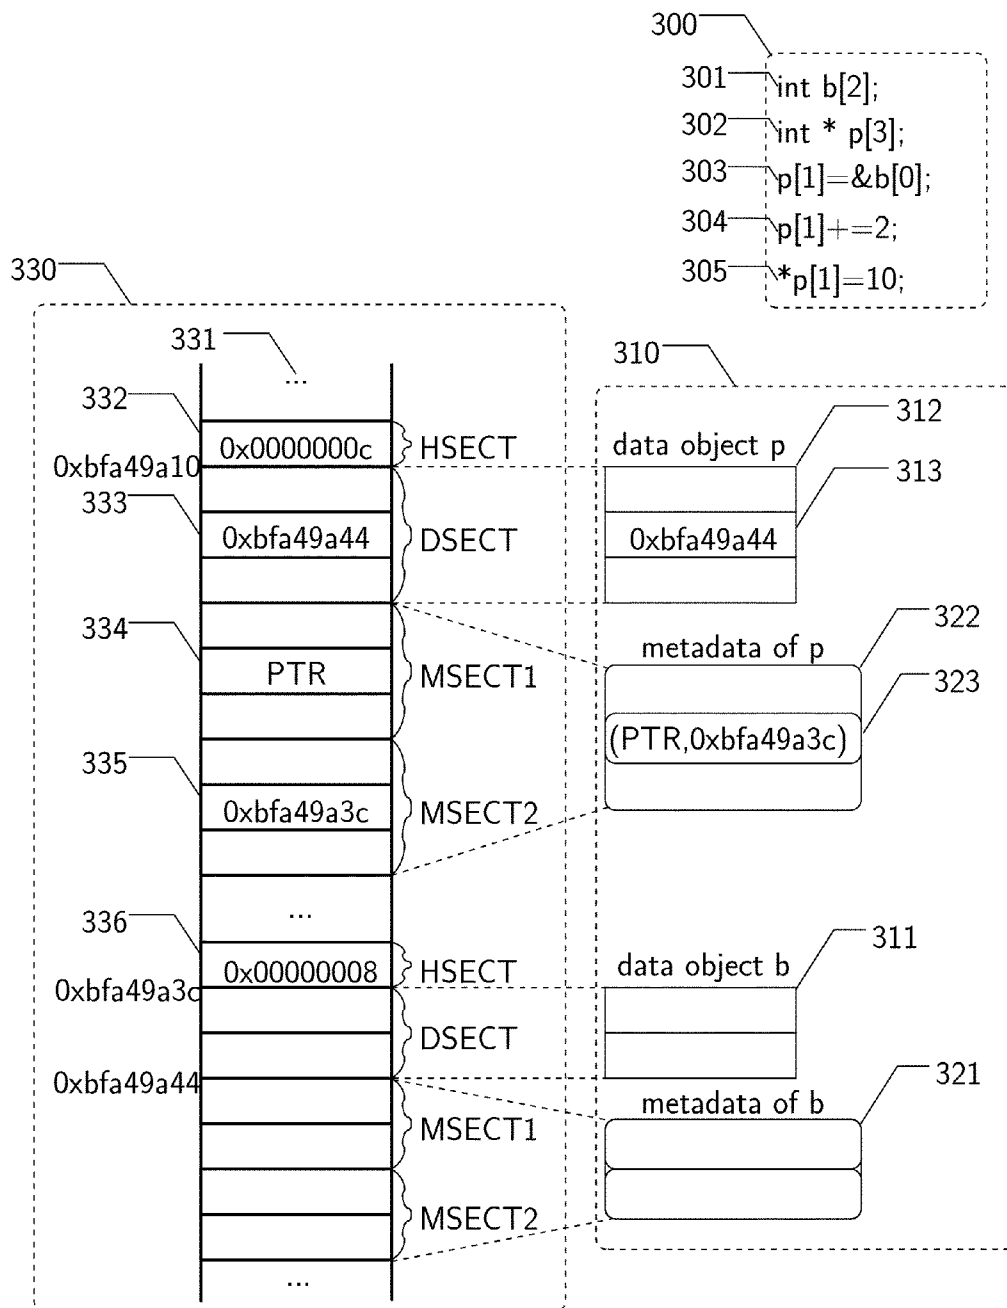 300
301 int b[2];
302 int * p[3];
303 p[1]=&b[0];
304 p[1]+=2;
305 *p[1]=10;
330
331 ...
310
332 0x0000000c HSECT
data object p 312
0xbfa49a10
333 0xbfa49a44 DSECT
0xbfa49a44 313
334 PTR MSECT1
metadata of p 322
(PTR,0xbfa49a3c) 323
335 0xbfa49a3c MSECT2
...
336 0x00000008 HSECT
data object b 311
0xbfa49a3c
DSECT
0xbfa49a44
metadata of b 321
MSECT1
MSECT2
...